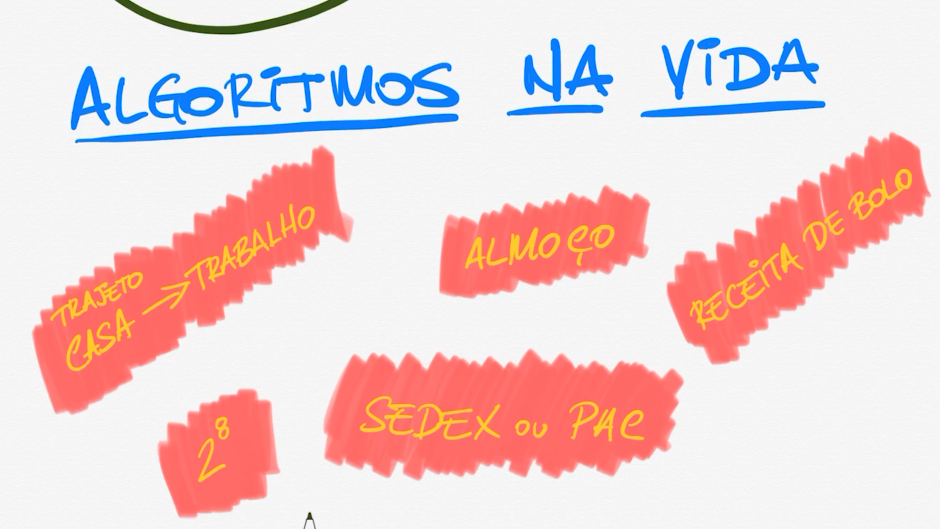 ALGORITMOS NA VIDA
TRAJETO
CASA → TRABALHO
ALMOÇO
RECEITA DE BOLO
2⁸
SEDEX OU PAC